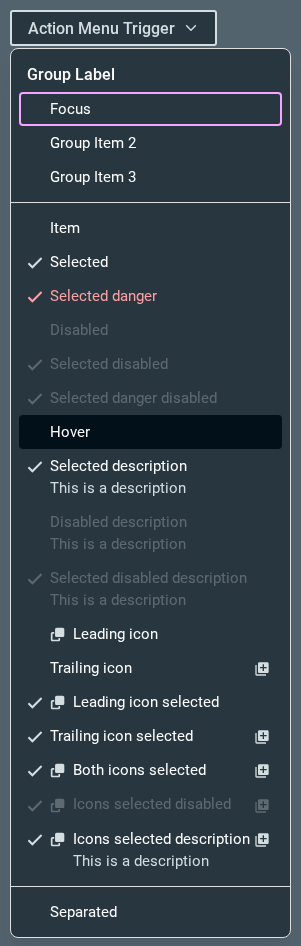 Action Menu Trigger
Group Label
Focus
Group Item 2
Group Item 3
Item
Selected
Selected danger
Disabled
Selected disabled
Selected danger disabled
Hover
Selected description
This is a description
Disabled description
This is a description
Selected disabled description
This is a description
Leading icon
Trailing icon
Leading icon selected
Trailing icon selected
Both icons selected
Icons selected disabled
Icons selected description
This is a description
Separated